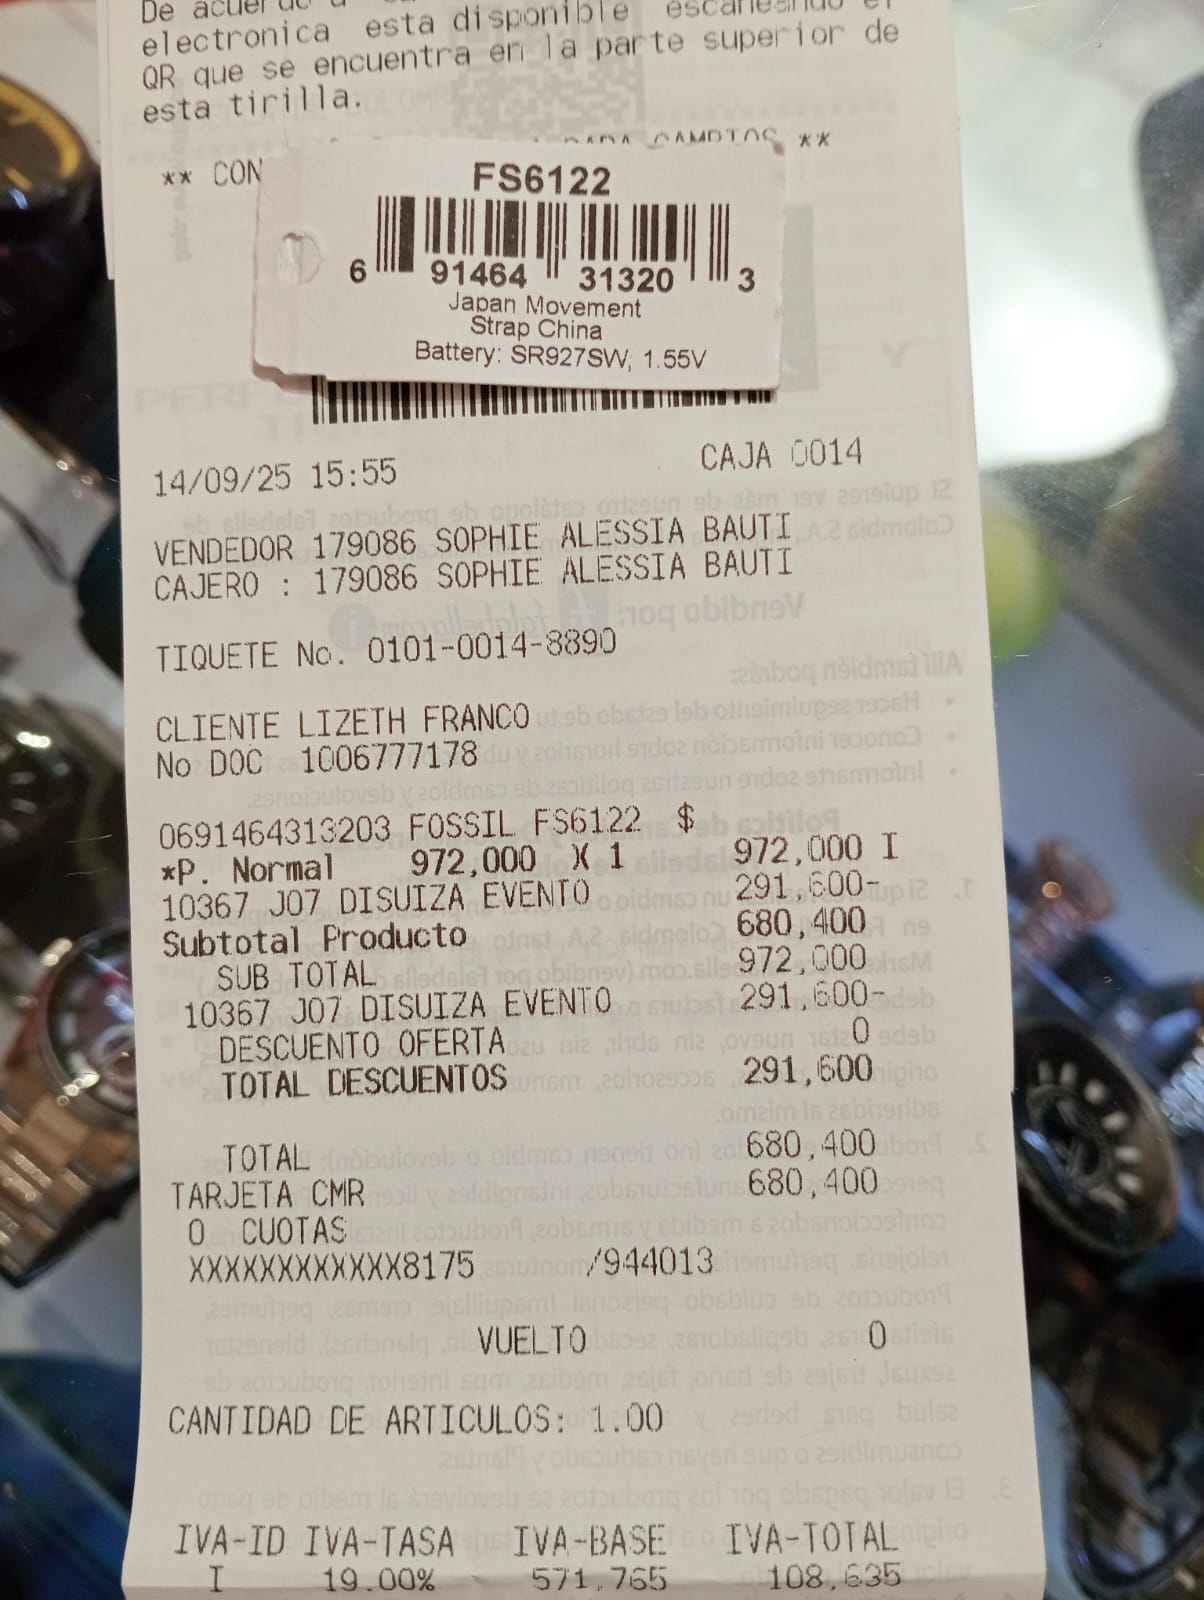 De acuerdo a
electronica esta disponible escaneando el
QR que se encuentra en la parte superior de
esta tirilla.
** CON CAMBIOS **
FS6122
6 91464 31320 3
Japan Movement
Strap China
Battery: SR927SW, 1.55V
14/09/25 15:55 CAJA 0014
VENDEDOR 179086 SOPHIE ALESSIA BAUTI
CAJERO : 179086 SOPHIE ALESSIA BAUTI
TIQUETE No. 0101-0014-8890
CLIENTE LIZETH FRANCO
No DOC 1006777178
0691464313203 FOSSIL FS6122 $
*P. Normal 972,000 X 1 972,000 I
10367 J07 DISUIZA EVENTO 291,600-
Subtotal Producto 680,400
SUB TOTAL 972,000
10367 J07 DISUIZA EVENTO 291,600-
DESCUENTO OFERTA 0
TOTAL DESCUENTOS 291,600
TOTAL 680,400
TARJETA CMR 680,400
0 CUOTAS
XXXXXXXXXXXX8175 /944013
VUELTO 0
CANTIDAD DE ARTICULOS: 1.00
IVA-ID IVA-TASA IVA-BASE IVA-TOTAL
I 19.00% 571,765 108,635